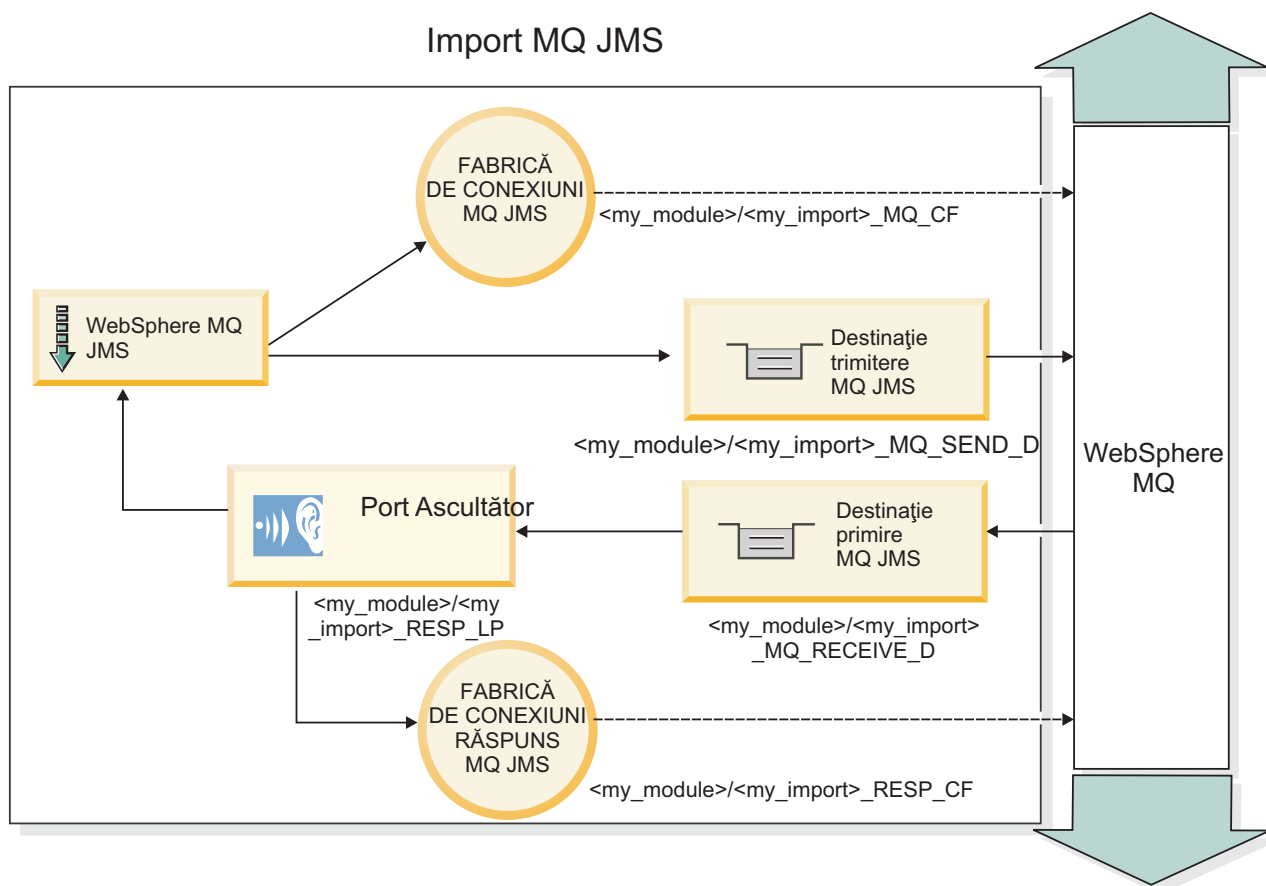 Import MQ JMS
FABRICĂ
DE CONEXIUNI
MQ JMS
<my_module>/<my_import>_MQ_CF
WebSphere MQ
JMS
Destinaţie
trimitere
MQ JMS
<my_module>/<my_import>_MQ_SEND_D
WebSphere
MQ
Port Ascultător
Destinaţie
primire
MQ JMS
<my_module>/<my
_import>_RESP_LP
<my_module>/<my_import>
_MQ_RECEIVE_D
FABRICĂ
DE CONEXIUNI
RĂSPUNS
MQ JMS
<my_module>/<my_import>_RESP_CF